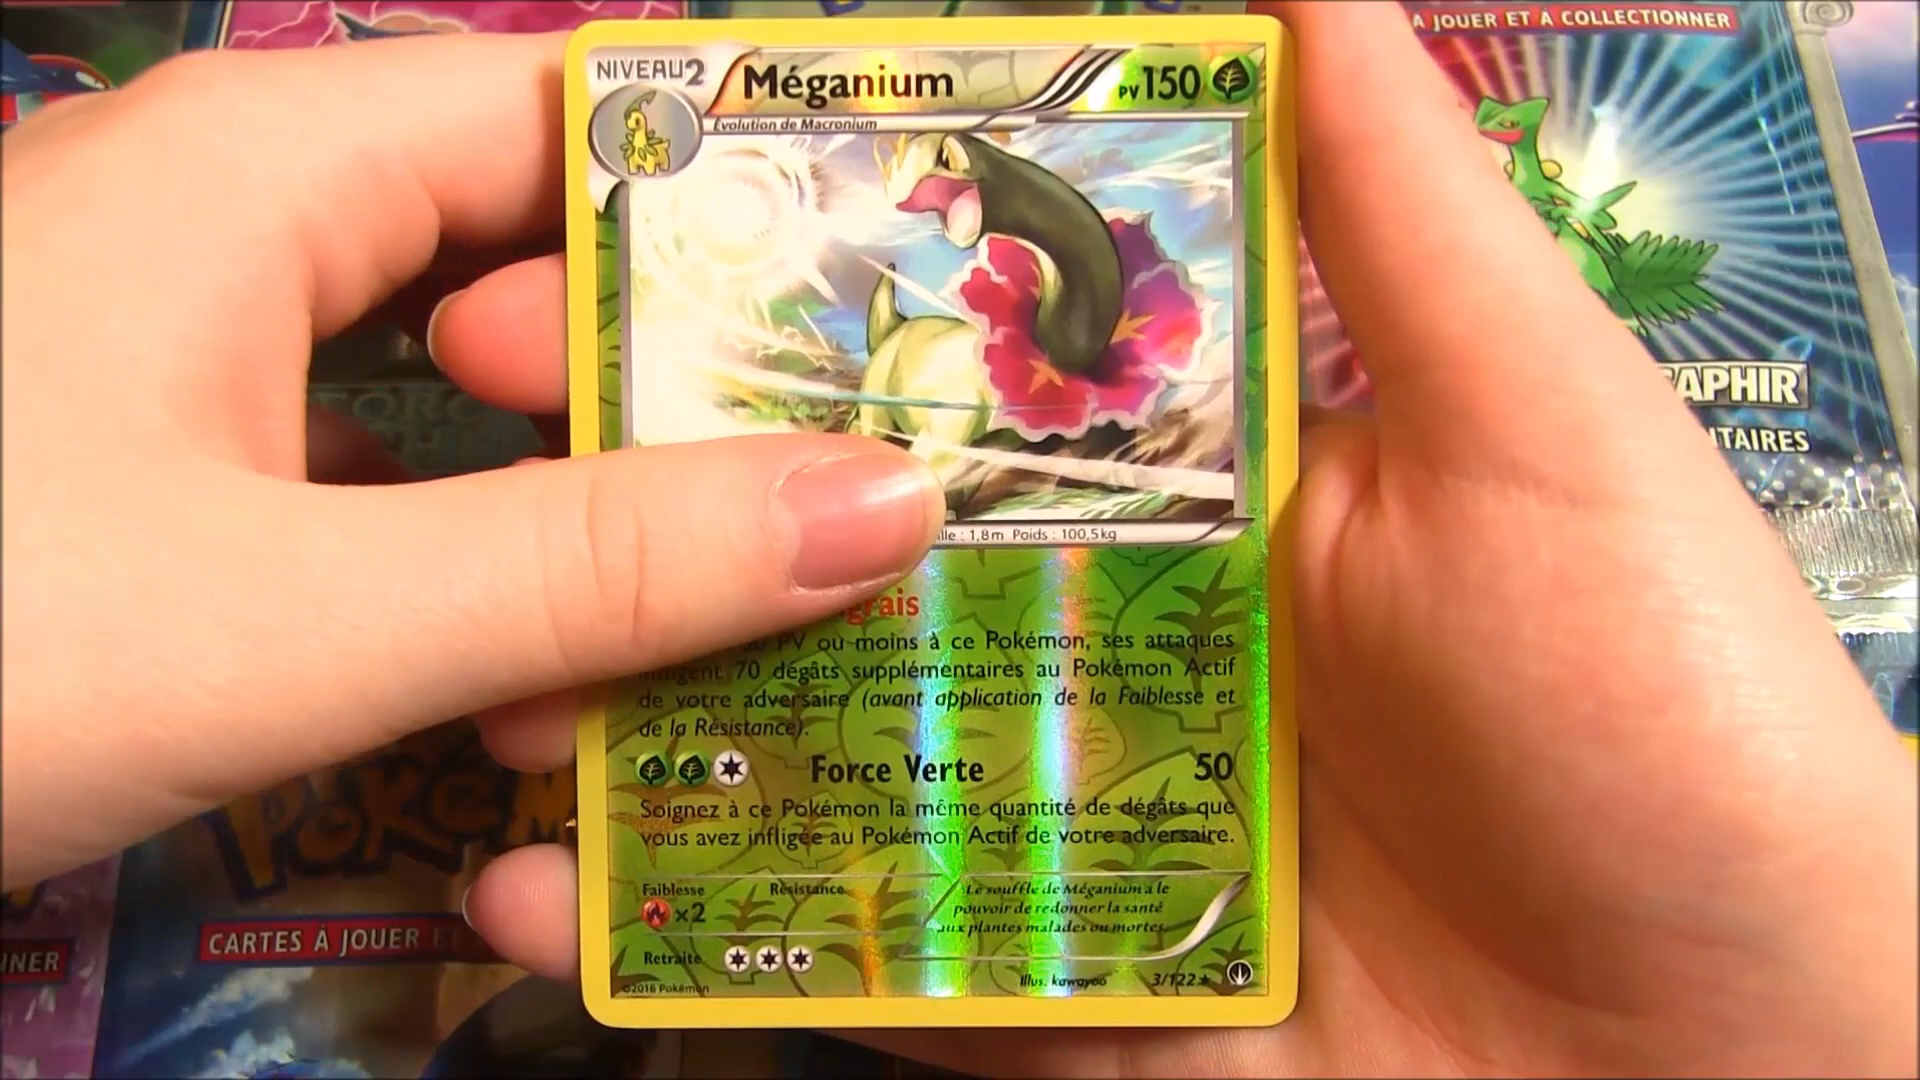 À JOUER ET À COLLECTIONNER
NIVEAU2
Méganium
PV150
Évolution de Macronium
APHIR
ille : 1,8m Poids : 100,5kg
grais
PV ou moins à ce Pokémon, ses attaques
infligent 70 dégâts supplémentaires au Pokémon Actif
de votre adversaire (avant application de la Faiblesse et
de la Résistance).
Force Verte 50
Soignez à ce Pokémon la même quantité de dégâts que
vous avez infligée au Pokémon Actif de votre adversaire.
Faiblesse Résistance
×2
Retraite
Le souffle de Méganium a le
pouvoir de redonner la santé
aux plantes malades ou mortes.
©2016 Pokémon
Illus. kawayoo
3/122
CARTES À JOUER E
NNER
POKéM